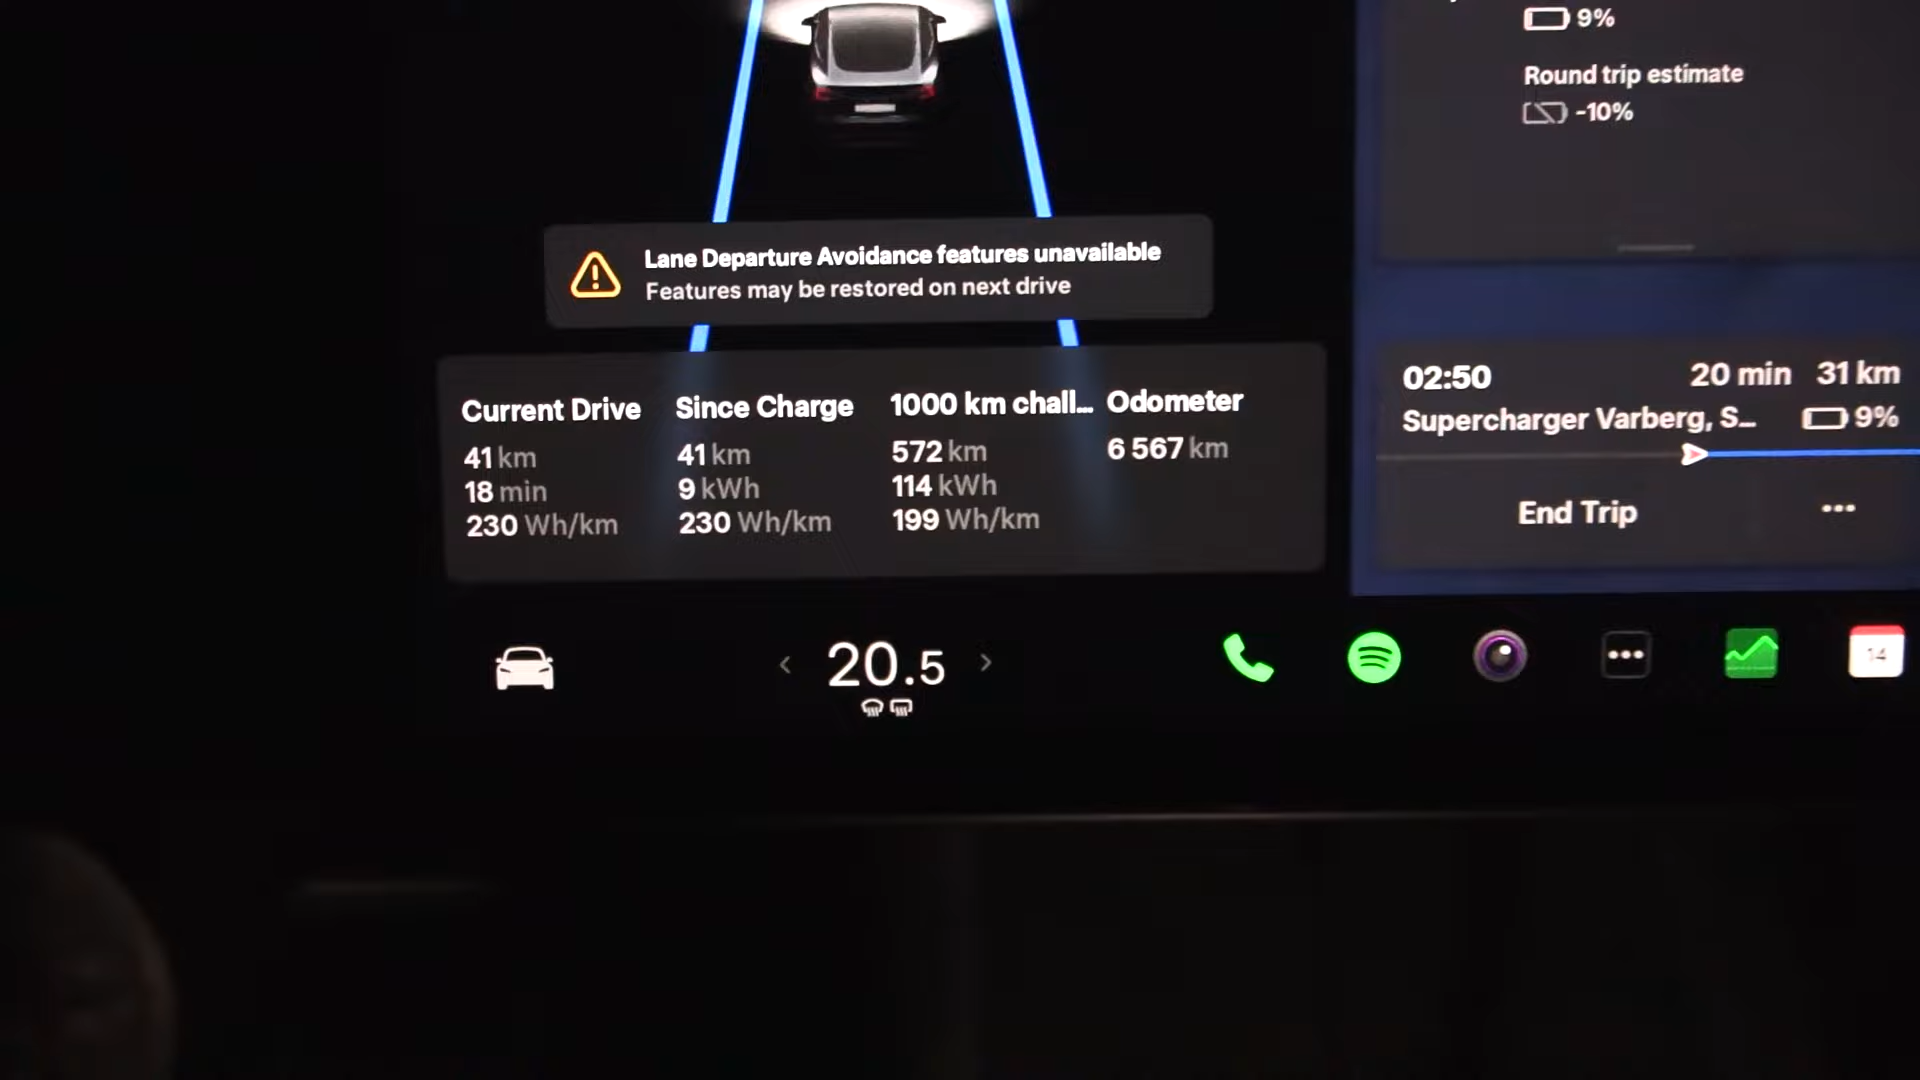 9%
Round trip estimate
-10%
Lane Departure Avoidance features unavailable
Features may be restored on next drive
Current Drive
41 km
18 min
230 Wh/km
Since Charge
41 km
9 kWh
230 Wh/km
1000 km chall...
572 km
114 kWh
199 Wh/km
Odometer
6 567 km
02:50 20 min 31 km
Supercharger Varberg, S... 9%
End Trip
20.5
14